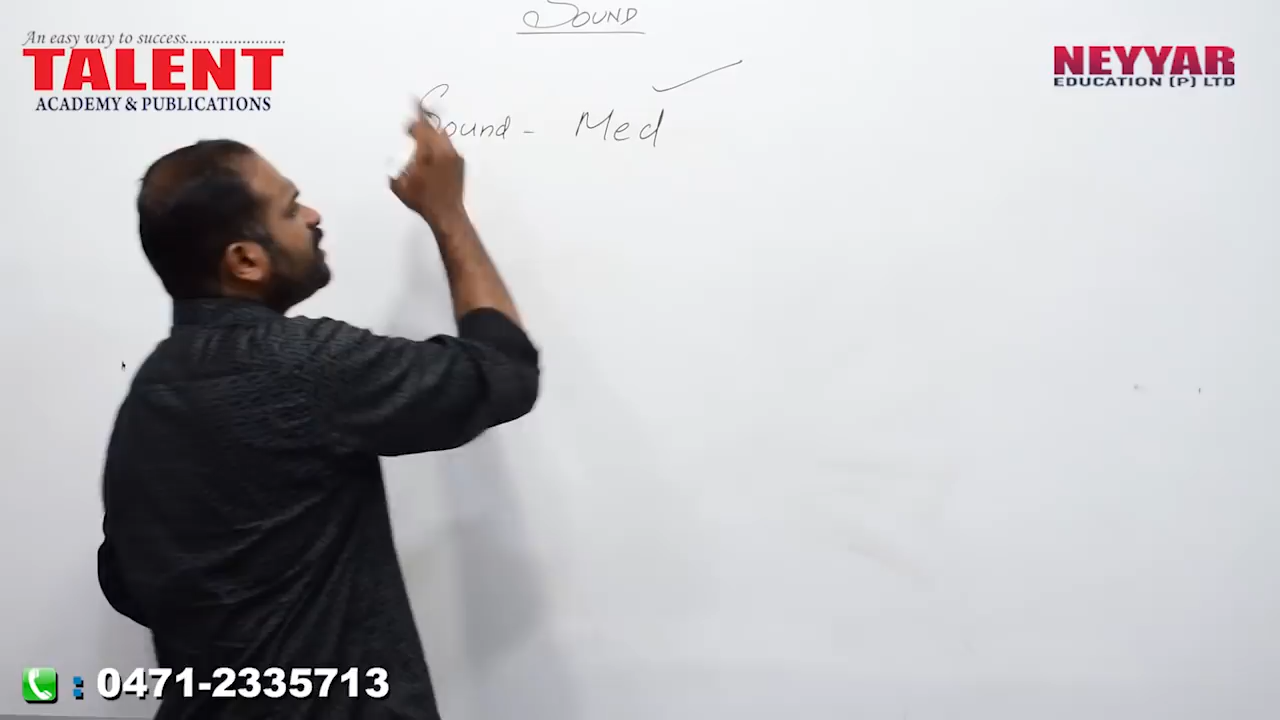 SOUND
An easy way to success.......................
TALENT
ACADEMY & PUBLICATIONS
NEYYAR
EDUCATION (P) LTD
Sound - Med
: 0471-2335713